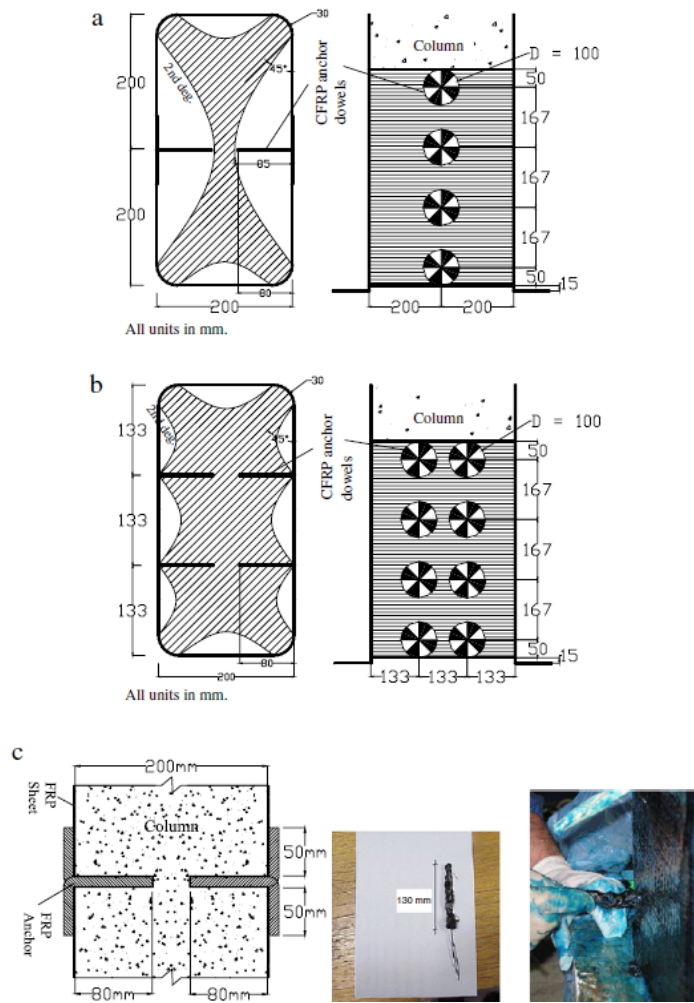 a
200
200
200
2nd deg.
45°
30
85
80
CFRP anchor
dowels
Column
D = 100
50
167
167
167
50
15
200
200
All units in mm.
b
133
133
133
200
2nd deg.
45°
30
80
CFRP anchor
dowels
Column
D = 100
50
167
167
167
50
15
133
133
133
All units in mm.
c
200mm
FRP
Sheet
Column
50mm
50mm
FRP
Anchor
80mm
80mm
130 mm